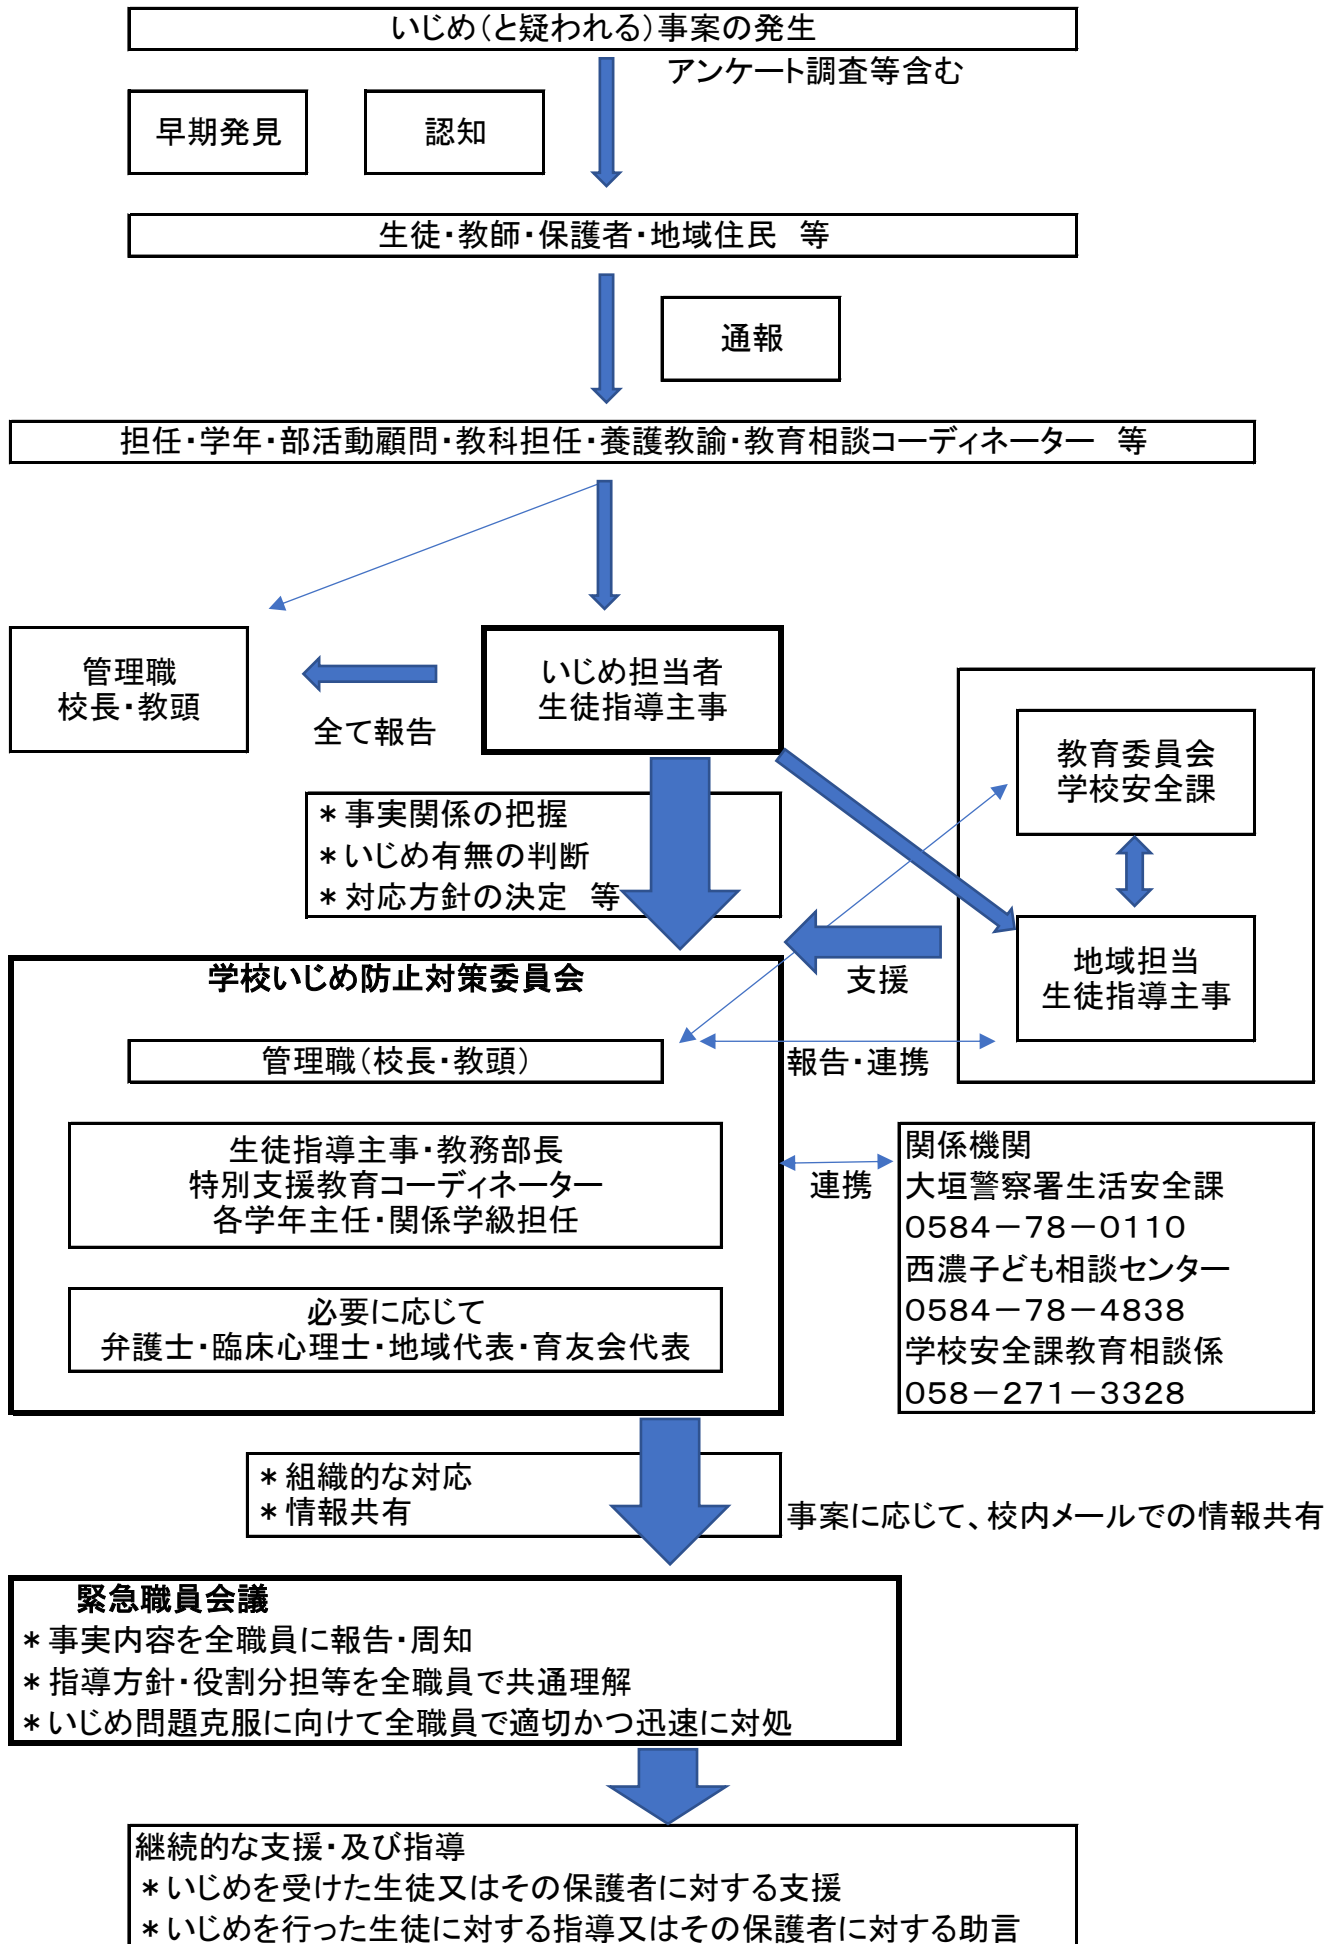 いじめ（と疑われる）事案の発生
アンケート調査等含む
早期発見
認知
生徒・教師・保護者・地域住民　等
通報
担任・学年・部活動顧問・教科担任・養護教諭・教育相談コーディネーター　等
管理職
校長・教頭
全て報告
いじめ担当者
生徒指導主事
教育委員会
学校安全課
＊事実関係の把握
＊いじめ有無の判断
＊対応方針の決定　等
支援
地域担当
生徒指導主事
学校いじめ防止対策委員会
管理職（校長・教頭）
報告・連携
生徒指導主事・教務部長
特別支援教育コーディネーター
各学年主任・関係学級担任
連携
関係機関
大垣警察署生活安全課
０５８４－７８－０１１０
西濃子ども相談センター
０５８４－７８－４８３８
学校安全課教育相談係
０５８－２７１－３３２８
必要に応じて
弁護士・臨床心理士・地域代表・育友会代表
＊組織的な対応
＊情報共有
事案に応じて、校内メールでの情報共有
緊急職員会議
＊事実内容を全職員に報告・周知
＊指導方針・役割分担等を全職員で共通理解
＊いじめ問題克服に向けて全職員で適切かつ迅速に対処
継続的な支援・及び指導
＊いじめを受けた生徒又はその保護者に対する支援
＊いじめを行った生徒に対する指導又はその保護者に対する助言